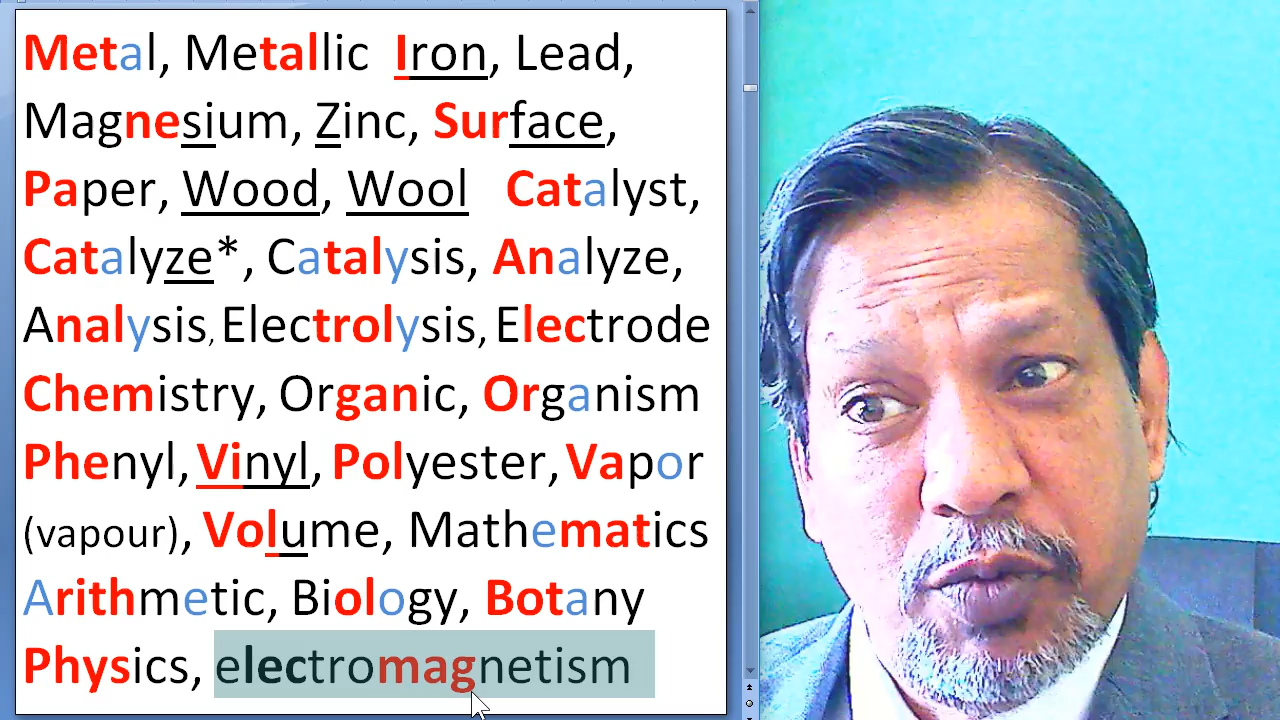 Metal, Metallic Iron, Lead,
Magnesium, Zinc, Surface,
Paper, Wood, Wool Catalyst,
Catalyze*, Catalysis, Analyze,
Analysis, Electrolysis, Electrode
Chemistry, Organic, Organism
Phenyl, Vinyl, Polyester, Vapor
(vapour), Volume, Mathematics
Arithmetic, Biology, Botany
Physics, electromagnetism